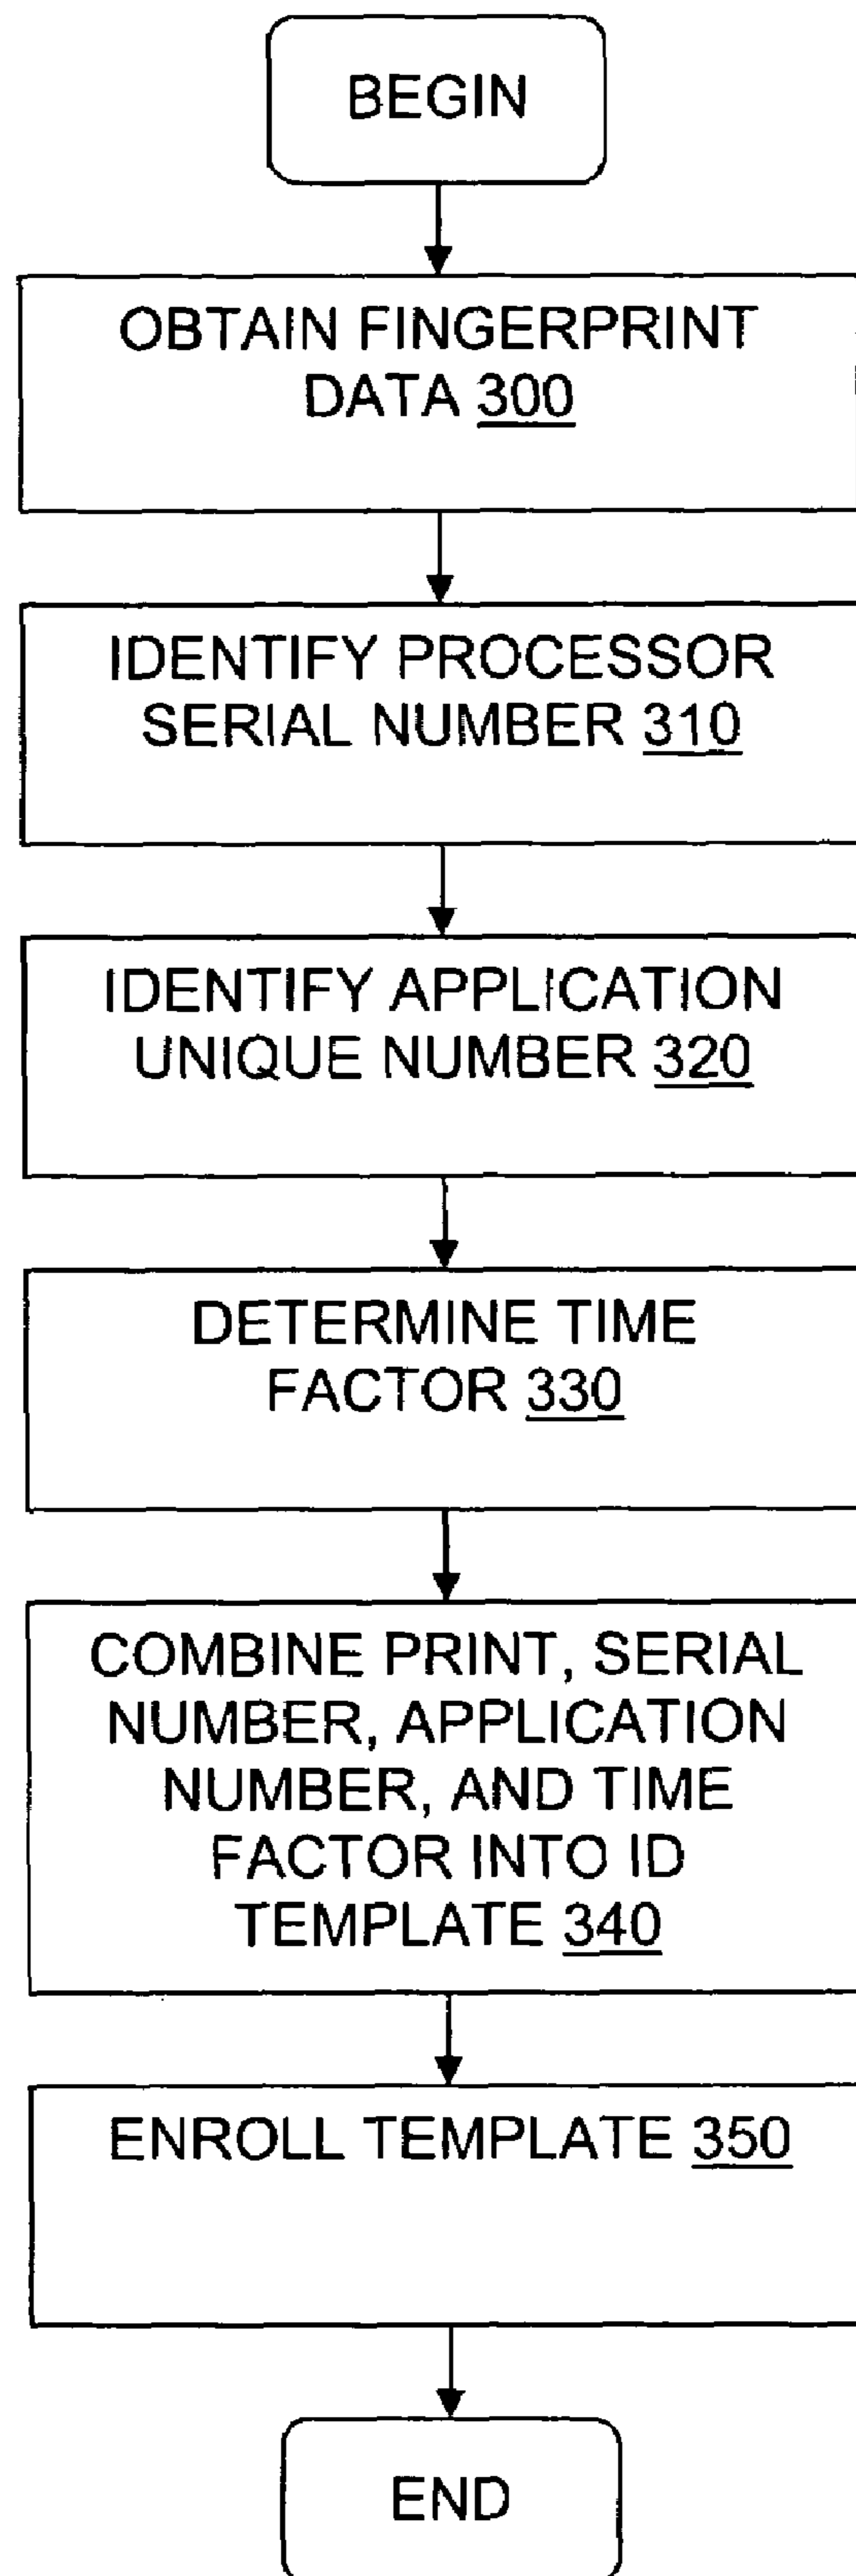 BEGIN
OBTAIN FINGERPRINT
DATA 300
IDENTIFY PROCESSOR
SERIAL NUMBER 310
IDENTIFY APPLICATION
UNIQUE NUMBER 320
DETERMINE TIME
FACTOR 330
COMBINE PRINT, SERIAL
NUMBER, APPLICATION
NUMBER, AND TIME
FACTOR INTO ID
TEMPLATE 340
ENROLL TEMPLATE 350
END